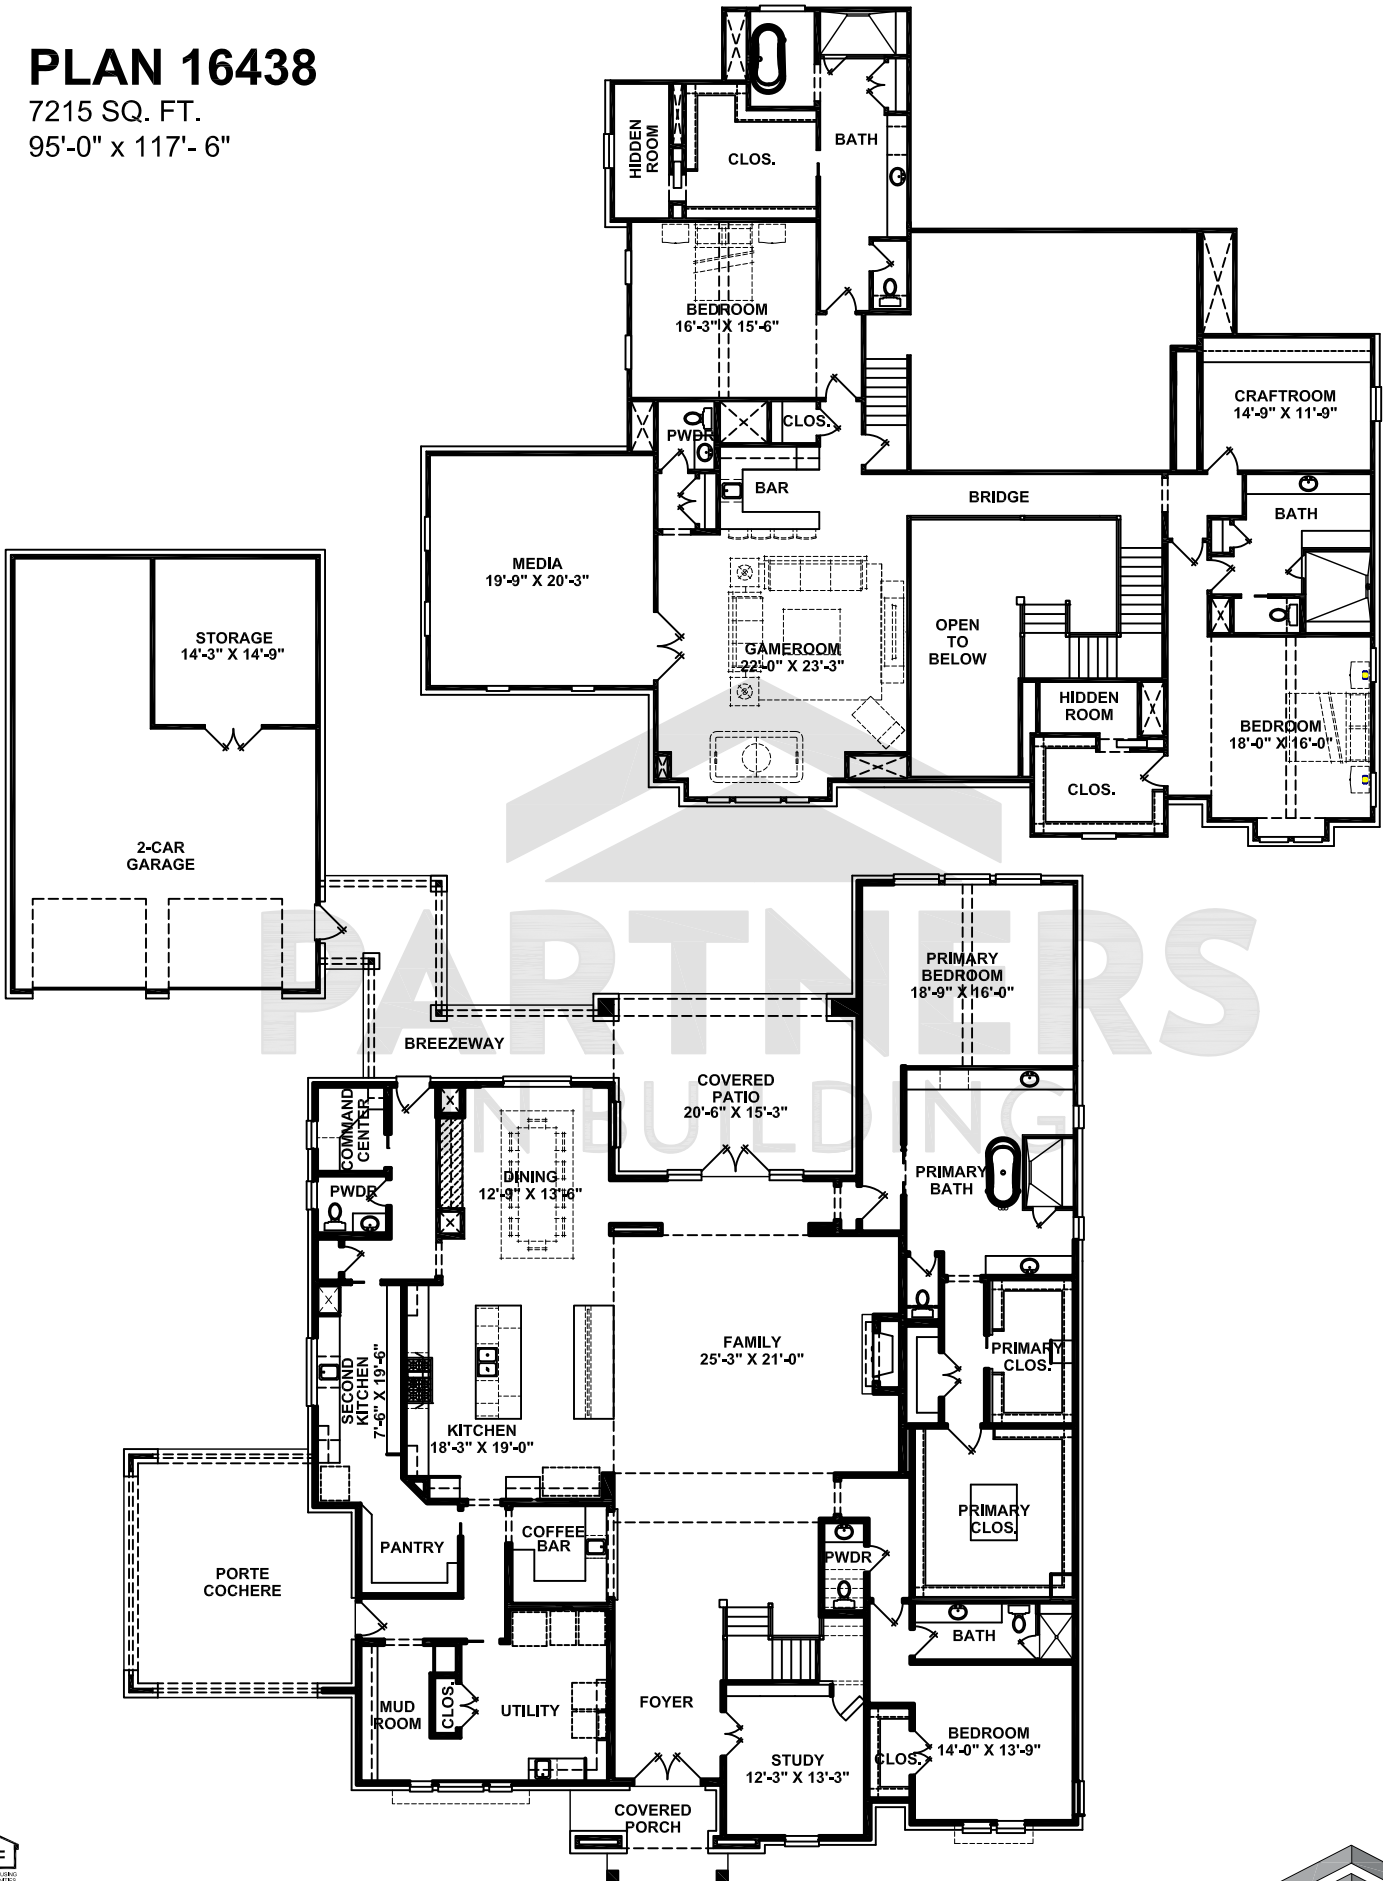 PLAN 16438
7215 SQ. FT.
95'-0" x 117'- 6"
HIDDEN
ROOM
CLOS.
BATH
BEDROOM
16'-3" X 15'-6"
CRAFTROOM
14'-9" X 11'-9"
PWDR
CLOS.
BAR
BRIDGE
BATH
MEDIA
19'-9" X 20'-3"
GAMEROOM
22'-0" X 23'-3"
OPEN
TO
BELOW
HIDDEN
ROOM
BEDROOM
18'-0" X 16'-0"
CLOS.
STORAGE
14'-3" X 14'-9"
2-CAR
GARAGE
PARTNERS
IN BUILDING
PRIMARY
BEDROOM
18'-9" X 16'-0"
BREEZEWAY
COVERED
PATIO
20'-6" X 15'-3"
COMMAND
CENTER
DINING
12'-9" X 13'-6"
PWDR
PRIMARY
BATH
FAMILY
25'-3" X 21'-0"
PRIMARY
CLOS.
SECOND
KITCHEN
7'-6" X 19'-6"
KITCHEN
18'-3" X 19'-0"
PRIMARY
CLOS.
PANTRY
COFFEE
BAR
PWDR
PORTE
COCHERE
BATH
MUD
ROOM
CLOS.
UTILITY
FOYER
STUDY
12'-3" X 13'-3"
CLOS.
BEDROOM
14'-0" X 13'-9"
COVERED
PORCH